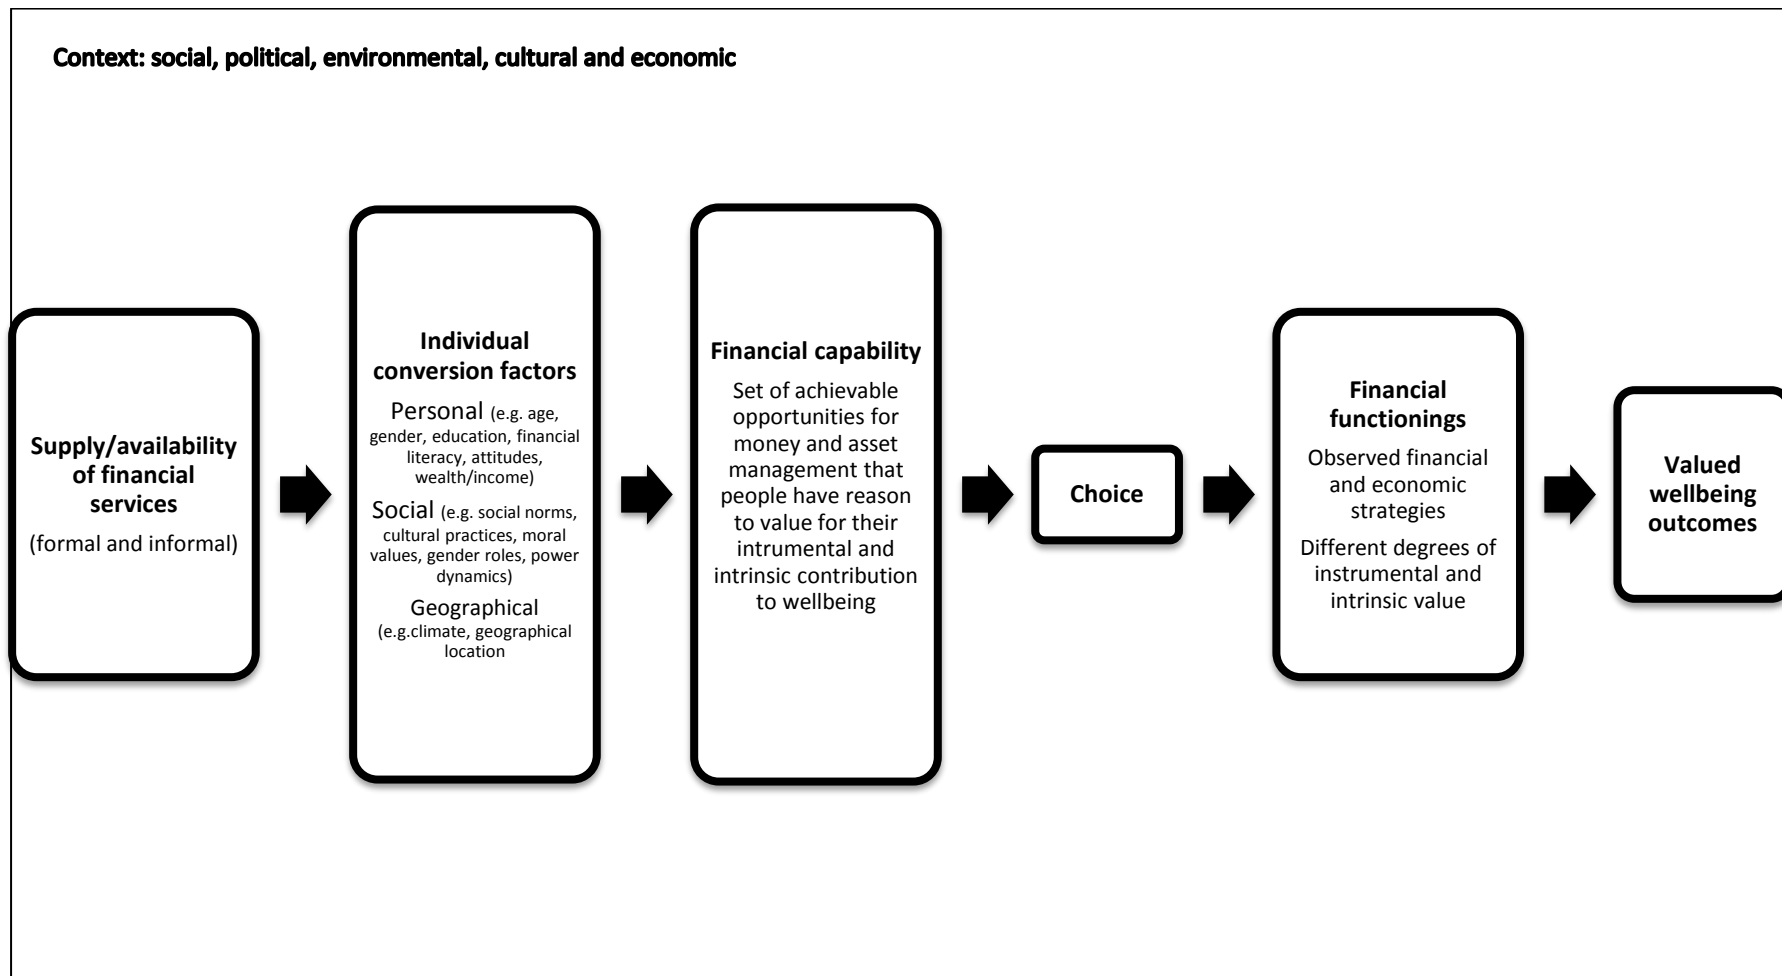 Context: social, political, environmental, cultural and economic
Supply/availability
of financial
services
(formal and informal)
Individual
conversion factors
Personal (e.g. age,
gender, education, financial
literacy, attitudes,
wealth/income)
Social (e.g. social norms,
cultural practices, moral
values, gender roles, power
dynamics)
Geographical
(e.g.climate, geographical
location
Financial capability
Set of achievable
opportunities for
money and asset
management that
people have reason
to value for their
intrumental and
intrinsic contribution
to wellbeing
Choice
Financial
functionings
Observed financial
and economic
strategies
Different degrees of
instrumental and
intrinsic value
Valued
wellbeing
outcomes